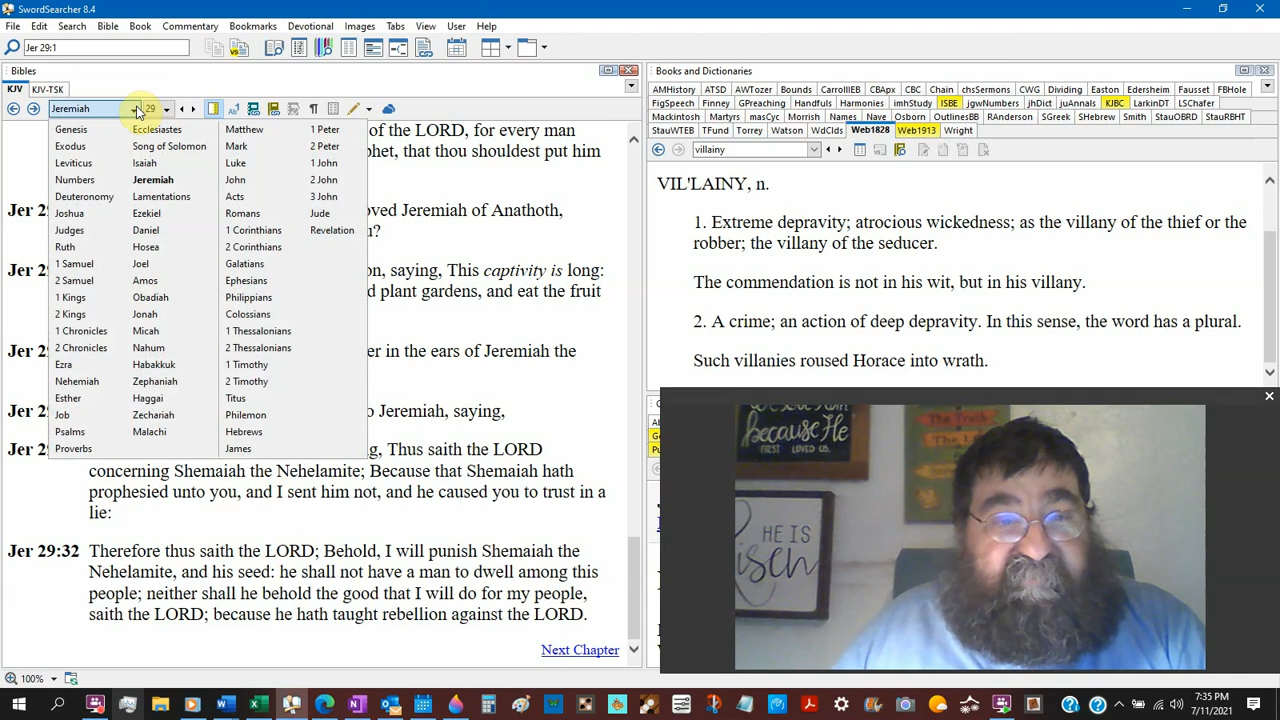 SwordSearcher 8.4
File Edit Search Bible Book Commentary Bookmarks Devotional Images Tabs View User Help
Jer 29:1
Bibles
KJV KJV-TSK
Jeremiah 29
Genesis Ecclesiastes Matthew 1 Peter
Exodus Song of Solomon Mark 2 Peter
Leviticus Isaiah Luke 1 John
Numbers Jeremiah John 2 John
Deuteronomy Lamentations Acts 3 John
Joshua Ezekiel Romans Jude
Judges Daniel 1 Corinthians Revelation
Ruth Hosea 2 Corinthians
1 Samuel Joel Galatians
2 Samuel Amos Ephesians
1 Kings Obadiah Philippians
2 Kings Jonah Colossians
1 Chronicles Micah 1 Thessalonians
2 Chronicles Nahum 2 Thessalonians
Ezra Habakkuk 1 Timothy
Nehemiah Zephaniah 2 Timothy
Esther Haggai Titus
Job Zechariah Philemon
Psalms Malachi Hebrews
Proverbs James
of the LORD, for every man
phet, that thou shouldest put him
Jer 29 oved Jeremiah of Anathoth,
u?
Jer 29 on, saying, This captivity is long:
d plant gardens, and eat the fruit
Jer 29 er in the ears of Jeremiah the
Jer 29 o Jeremiah, saying,
Jer 29 g, Thus saith the LORD
concerning Shemaiah the Nehelamite; Because that Shemaiah hath
prophesied unto you, and I sent him not, and he caused you to trust in a
lie:
Jer 29:32 Therefore thus saith the LORD; Behold, I will punish Shemaiah the
Nehelamite, and his seed: he shall not have a man to dwell among this
people; neither shall he behold the good that I will do for my people,
saith the LORD; because he hath taught rebellion against the LORD.
Next Chapter
100%
Books and Dictionaries
AMHistory ATSD AWTozer Bounds CarrollIEB CBApx Chain chrSermons CWG Dividing Easton Edersheim Fausset FBHole
FigSpeech GPreaching Handfuls Harmonies imhStudy ISBE jgwNumbers jhDict juAnnals KJBC LarkinDT LSChafer
Mackintosh Martyrs masCyc Morrish Names Nave Osborn OutlinesBB RAnderson SGreek SHebrew Smith StauOBRD StauRBHT
StauWTEB TFund Torrey Watson WdClds Web1828 Web1913 Wright
villainy
VIL'LAINY, n.
1. Extreme depravity; atrocious wickedness; as the villany of the thief or the
robber; the villany of the seducer.
The commendation is not in his wit, but in his villany.
2. A crime; an action of deep depravity. In this sense, the word has a plural.
Such villanies roused Horace into wrath.
Because He
FIRST LOVED US.
The Truth
HE IS
Risen
7:35 PM
7/11/2021